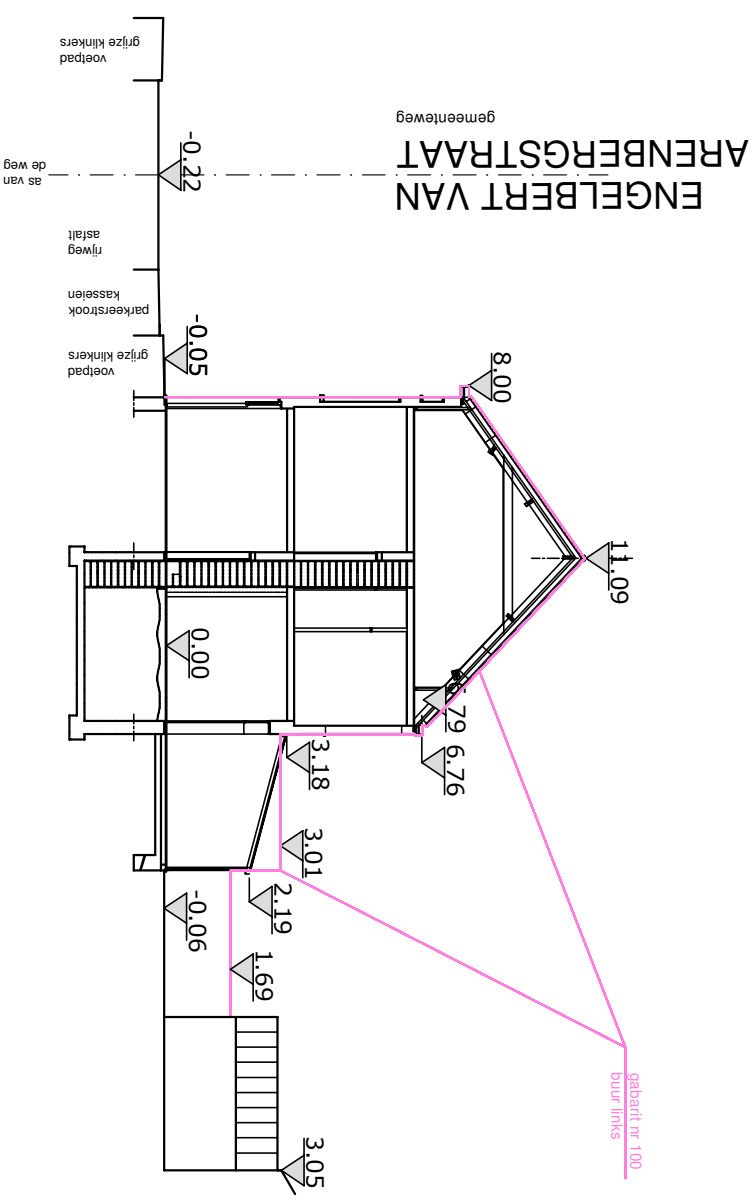 voetpad
grijze klinkers
as van
de weg
-0.22
gemeenteweg
ENGELBERT VAN
ARENBERGSTRAAT
rijweg
asfalt
parkeerstrook
kasseien
voetpad
grijze klinkers
-0.05
8.00
11.09
0.00
79
6.76
3.18
3.01
2.19
-0.06
1.69
gabarit nr 100
buur links
3.05